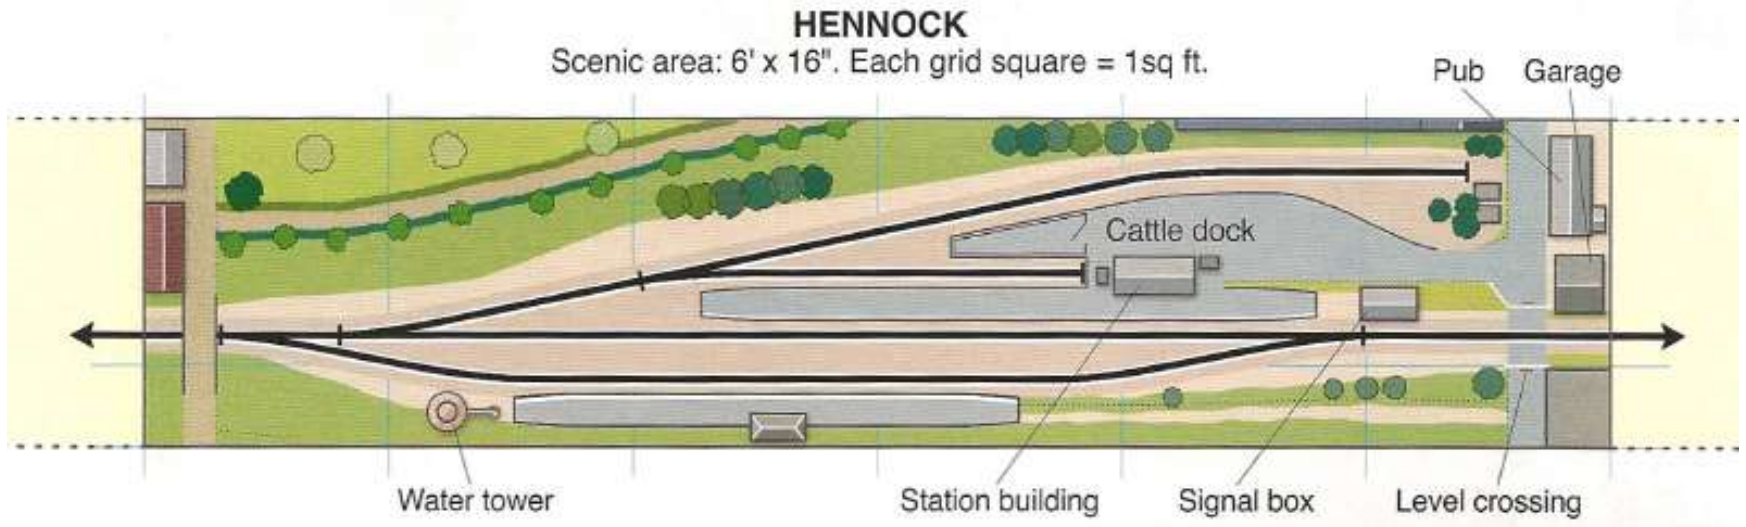 HENNOCK
Scenic area: 6' x 16". Each grid square = 1sq ft.
Pub
Garage
Cattle dock
Water tower
Station building
Signal box
Level crossing